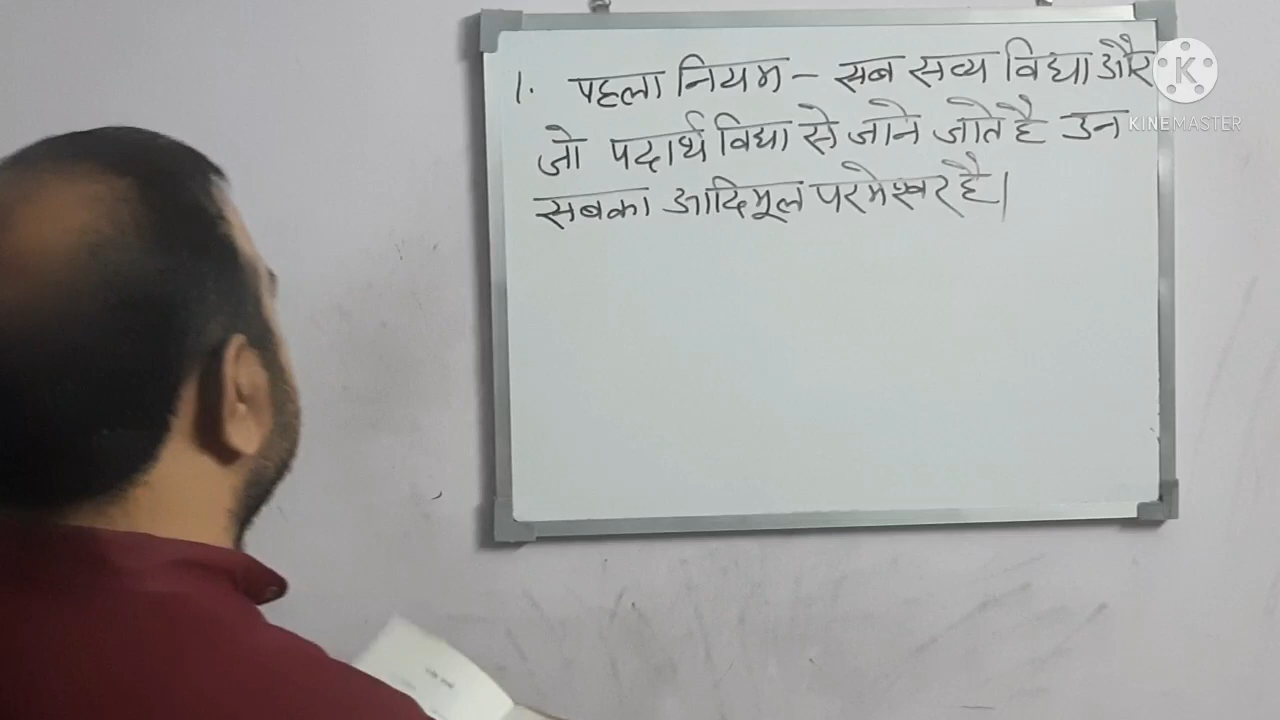 1. पहला नियम – सब सत्य विद्या और
जो पदार्थ विद्या से जाने जाते है उन
सबका आदिमूल परमेश्वर है।
K
KINEMASTER